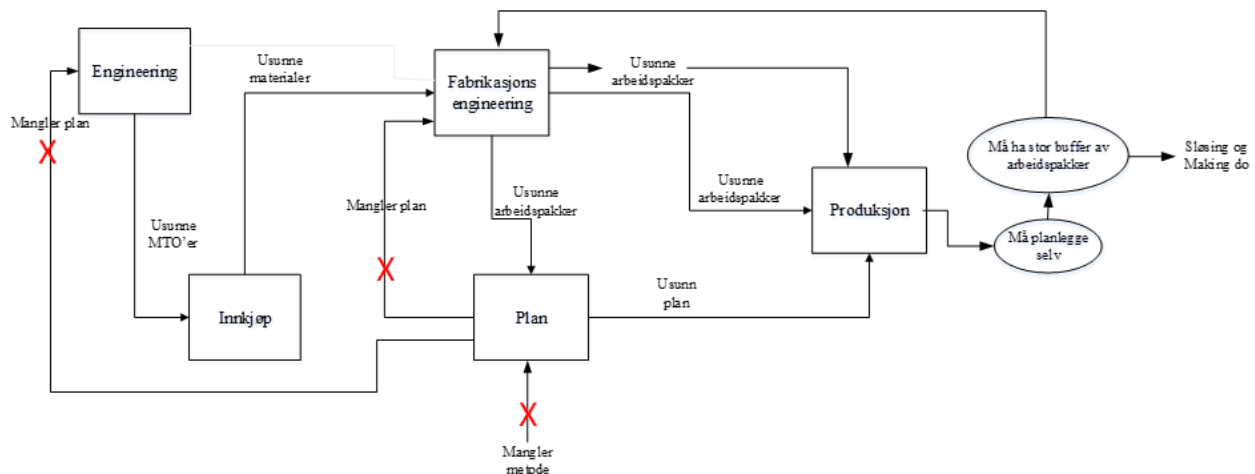 Engineering
Mangler plan
Usunne
materialer
Usunne
MTO'er
Innkjøp
Fabrikasjons
engineering
Mangler plan
Usunne
arbeidspakker
Usunne
arbeidspakker
Usunne
arbeidspakker
Plan
Usunn
plan
Mangler
metode
Produksjon
Må ha stor buffer av
arbeidspakker
Må planlegge
selv
Sløsing og
Making do